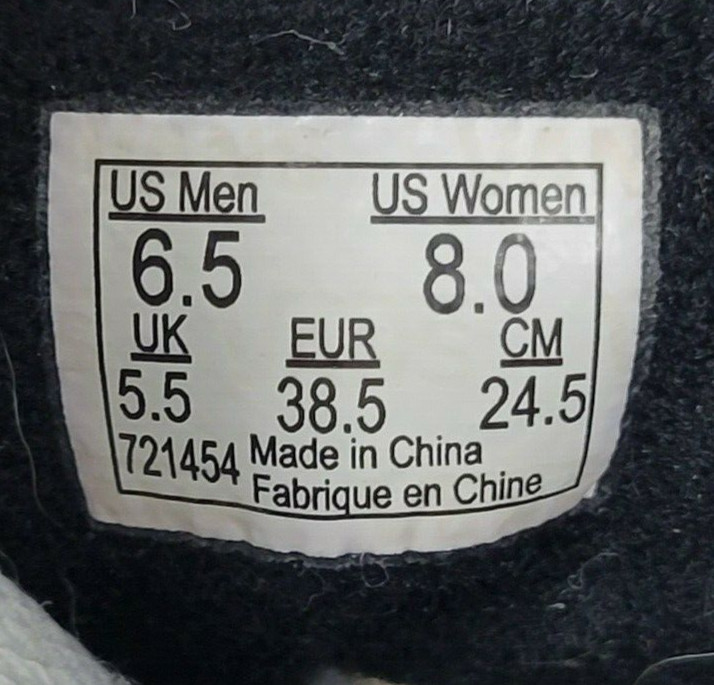 US Men US Women
6.5 8.0
UK EUR CM
5.5 38.5 24.5
721454 Made in China
Fabrique en Chine